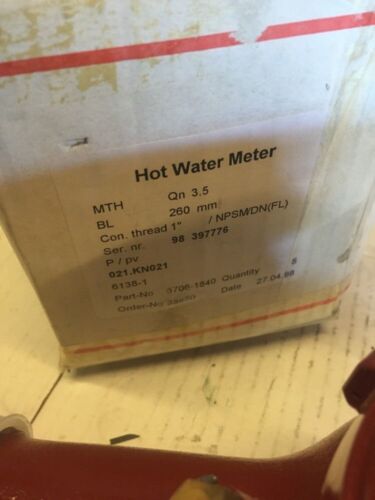 Hot Water Meter
MTH Qn 3,5
BL 260 mm
Con. thread 1" / NPSM/DN(FL)
Ser. nr. 98 397776
P / pv
021.KN021
6138-1
Part-No 3706-1840 Quantity 5
Order-No Date 27.04.98